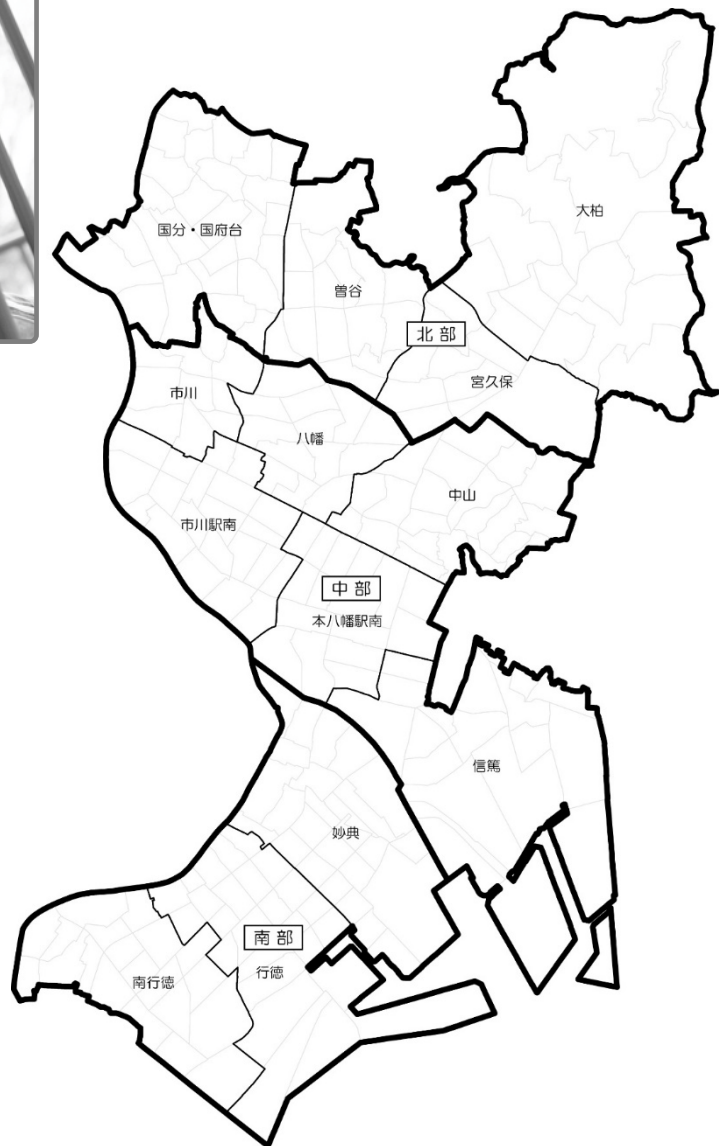 大柏
国分・国府台
曽谷
北部
宮久保
市川
八幡
中山
市川駅南
中部
本八幡駅南
信篤
妙典
南部
行徳
南行徳